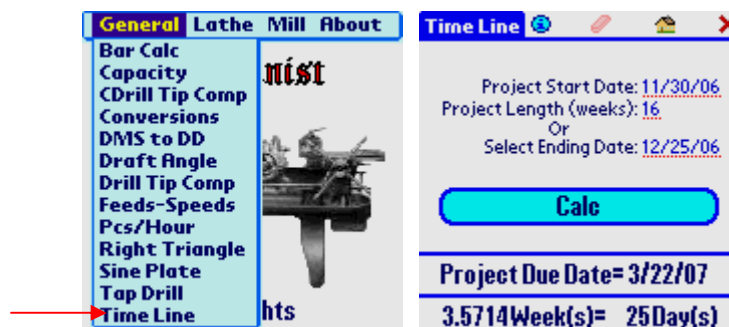 General Lathe Mill About
Bar Calc
Capacity
CDrill Tip Comp
Conversions
DMS to DD
Draft Angle
Drill Tip Comp
Feeds-Speeds
Pcs/Hour
Right Triangle
Sine Plate
Tap Drill
Time Line
nist
hts
Time Line
Project Start Date: 11/30/06
Project Length (weeks): 16
Or
Select Ending Date: 12/25/06
Calc
Project Due Date= 3/22/07
3.5714Week(s)= 25Day(s)